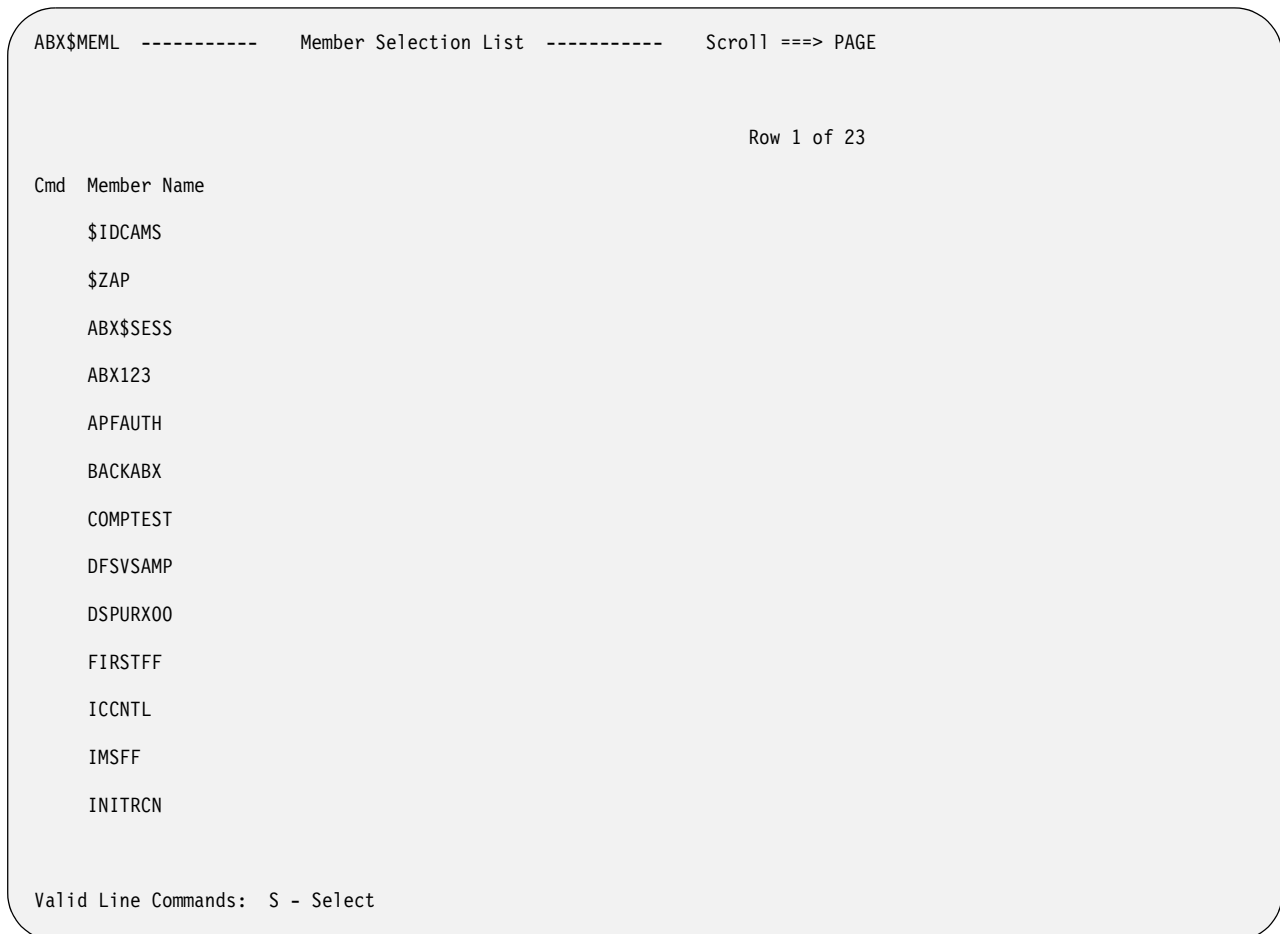 ABX$MEML ----------- Member Selection List ----------- Scroll ===> PAGE
Row 1 of 23
Cmd Member Name
$IDCAMS
$ZAP
ABX$SESS
ABX123
APFAUTH
BACKABX
COMPTEST
DFSVSAMP
DSPURX00
FIRSTFF
ICCNTL
IMSFF
INITRCN
Valid Line Commands: S - Select